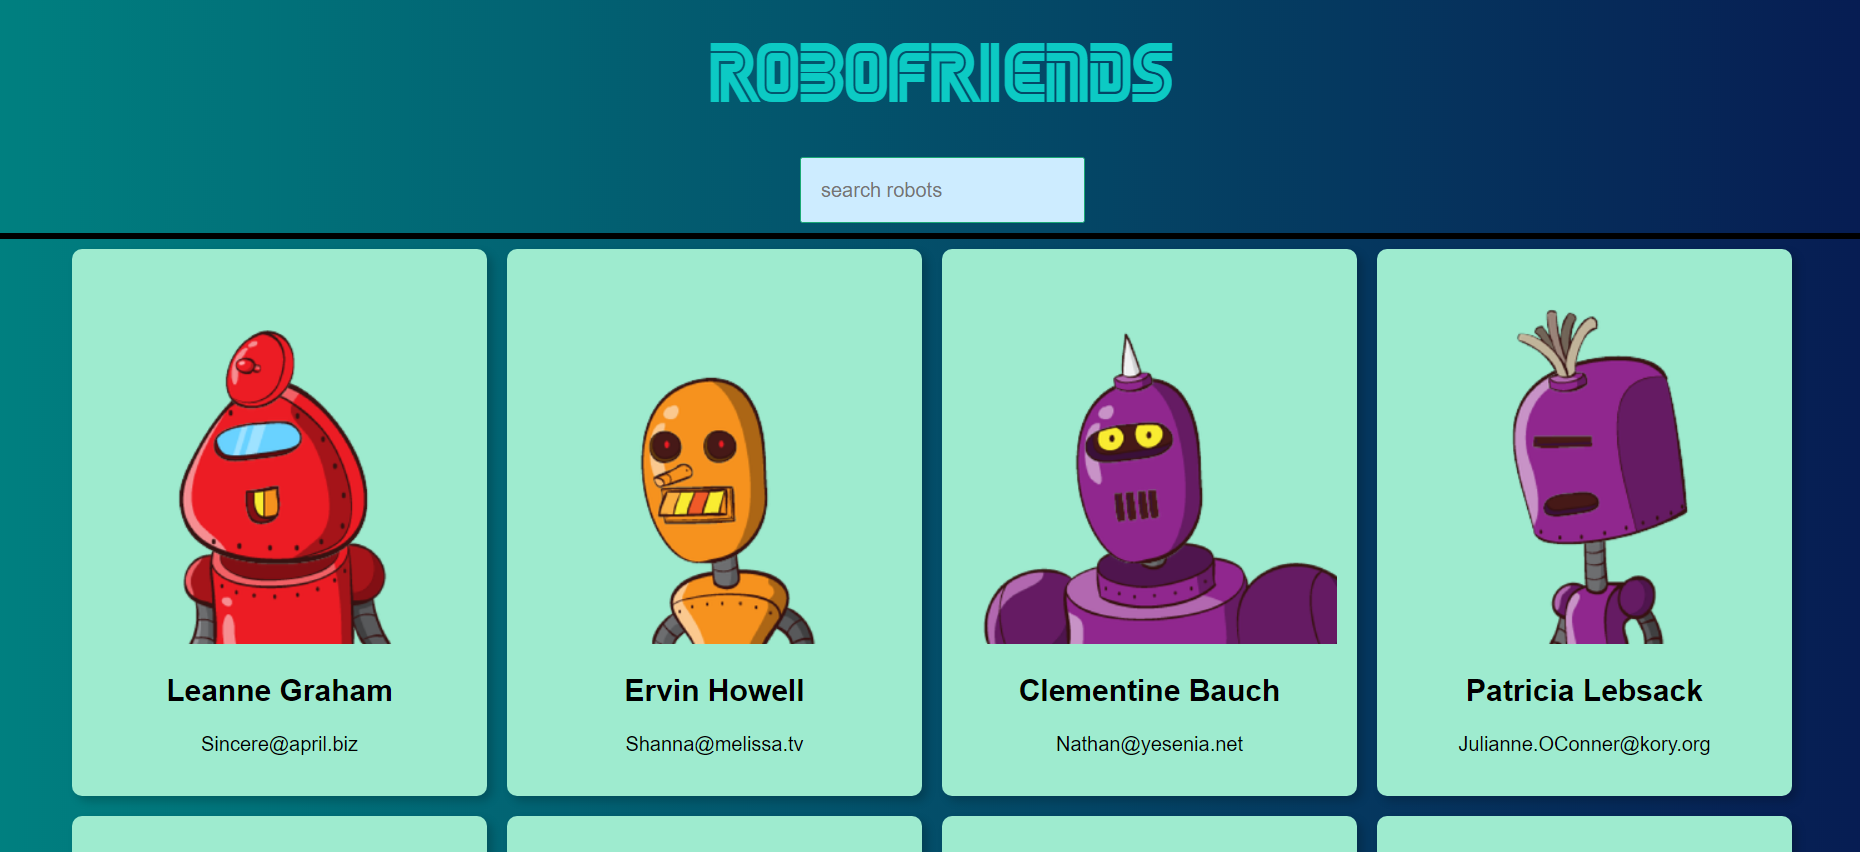 ROBOFRIENDS
search robots
Leanne Graham
Sincere@april.biz
Ervin Howell
Shanna@melissa.tv
Clementine Bauch
Nathan@yesenia.net
Patricia Lebsack
Julianne.OConner@kory.org